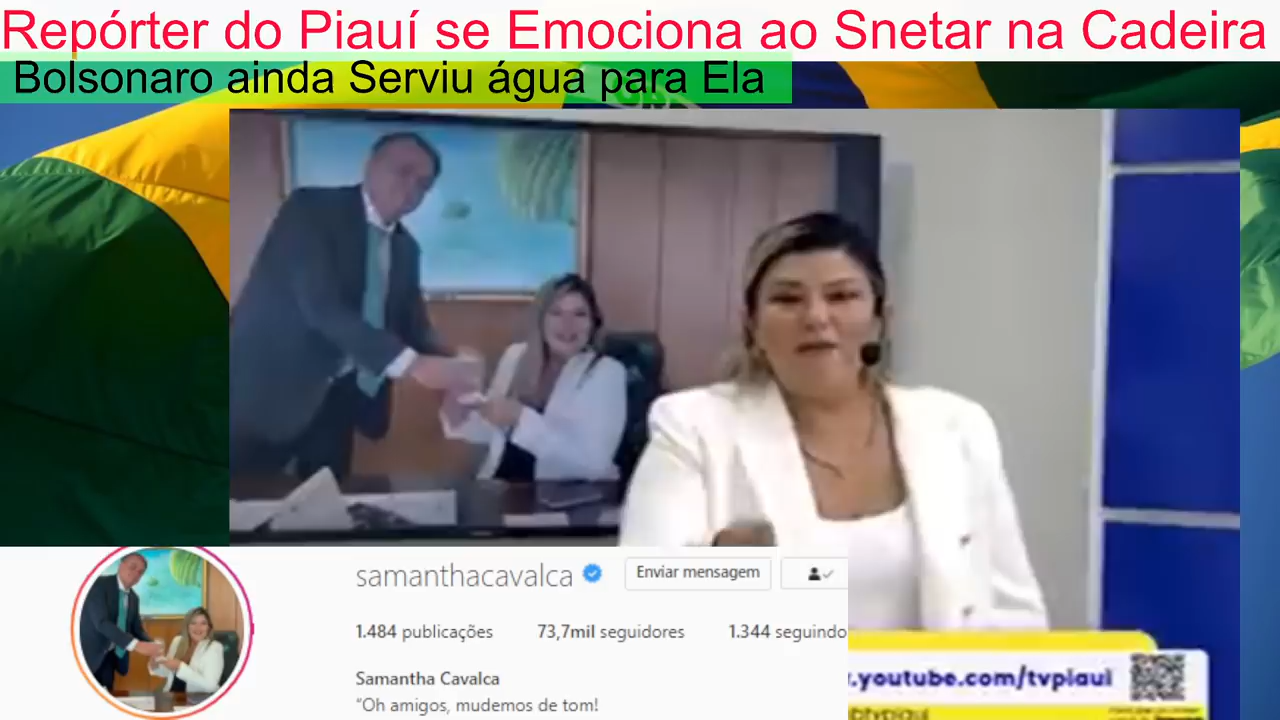 Repórter do Piauí se Emociona ao Snetar na Cadeira
Bolsonaro ainda Serviu água para Ela
samanthacavalca
Enviar mensagem
1.484 publicações 73,7mil seguidores 1.344 seguindo
Samantha Cavalca
"Oh amigos, mudemos de tom!
.youtube.com/tvpiaui